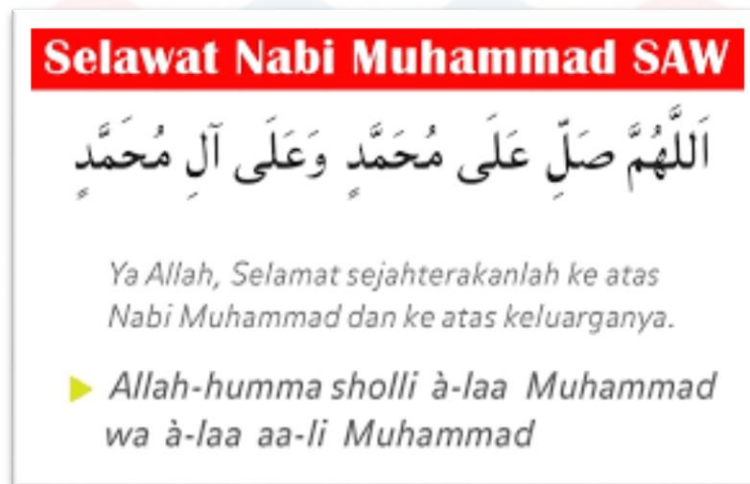 Selawat Nabi Muhammad SAW
اَللَّهُمَّ صَلِّ عَلَى مُحَمَّدٍ وَعَلَى آلِ مُحَمَّدٍ
Ya Allah, Selamat sejahterakanlah ke atas
Nabi Muhammad dan ke atas keluarganya.
Allah-humma sholli à-laa Muhammad
wa à-laa aa-li Muhammad